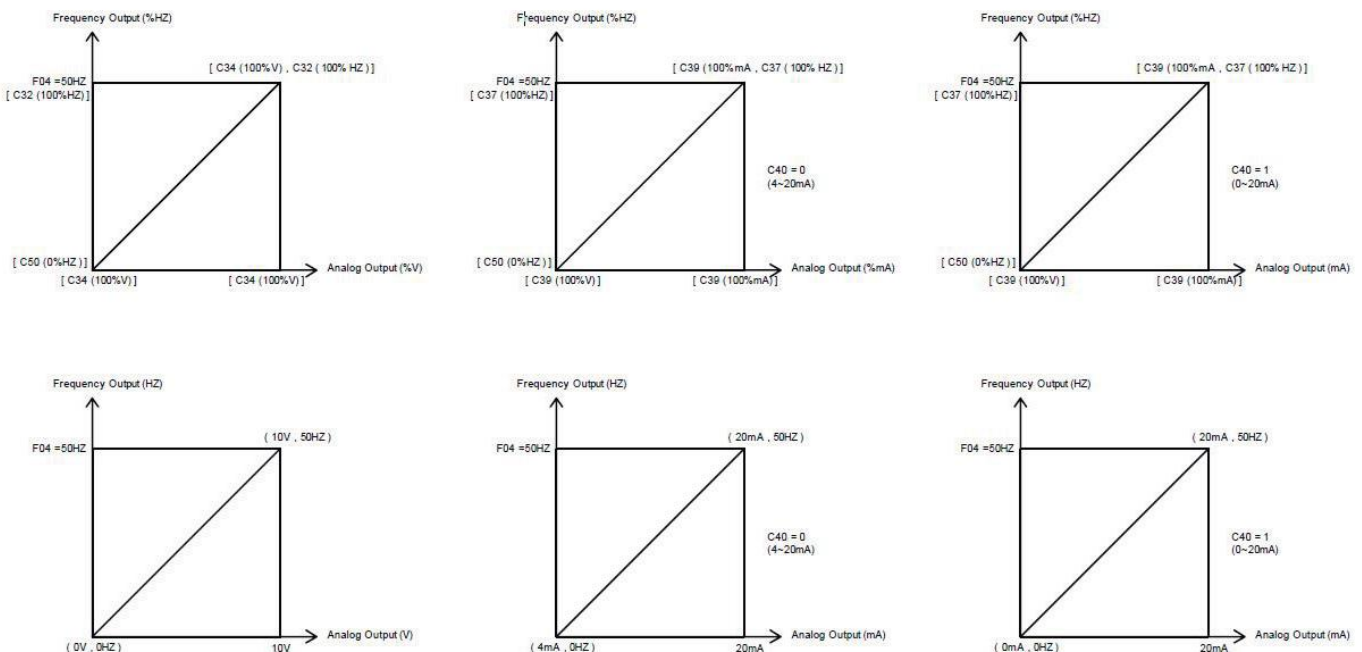 Frequency Output (%HZ)
F04 =50HZ
[ C32 (100%HZ) ]
[ C34 (100%V) , C32 ( 100% HZ ) ]
[ C50 (0%HZ ) ]
[ C34 (100%V) ]
[ C34 (100%V) ]
Analog Output (%V)
Frequency Output (%HZ)
F04 =50HZ
[ C37 (100%HZ) ]
[ C39 (100%mA , C37 ( 100% HZ ) ]
C40 = 0
(4~20mA)
[ C50 (0%HZ ) ]
[ C39 (100%V) ]
[ C39 (100%mA) ]
Analog Output (%mA)
Frequency Output (%HZ)
F04 =50HZ
[ C37 (100%HZ) ]
[ C39 (100%mA , C37 ( 100% HZ ) ]
C40 = 1
(0~20mA)
[ C50 (0%HZ ) ]
[ C39 (100%V) ]
[ C39 (100%mA) ]
Analog Output (mA)
Frequency Output (HZ)
F04 =50HZ
( 10V , 50HZ )
( 0V , 0HZ )
10V
Analog Output (V)
Frequency Output (HZ)
F04 =50HZ
( 20mA , 50HZ )
C40 = 0
(4~20mA)
( 4mA , 0HZ )
20mA
Analog Output (mA)
Frequency Output (HZ)
F04 =50HZ
( 20mA , 50HZ )
C40 = 1
(0~20mA)
( 0mA , 0HZ )
20mA
Analog Output (mA)